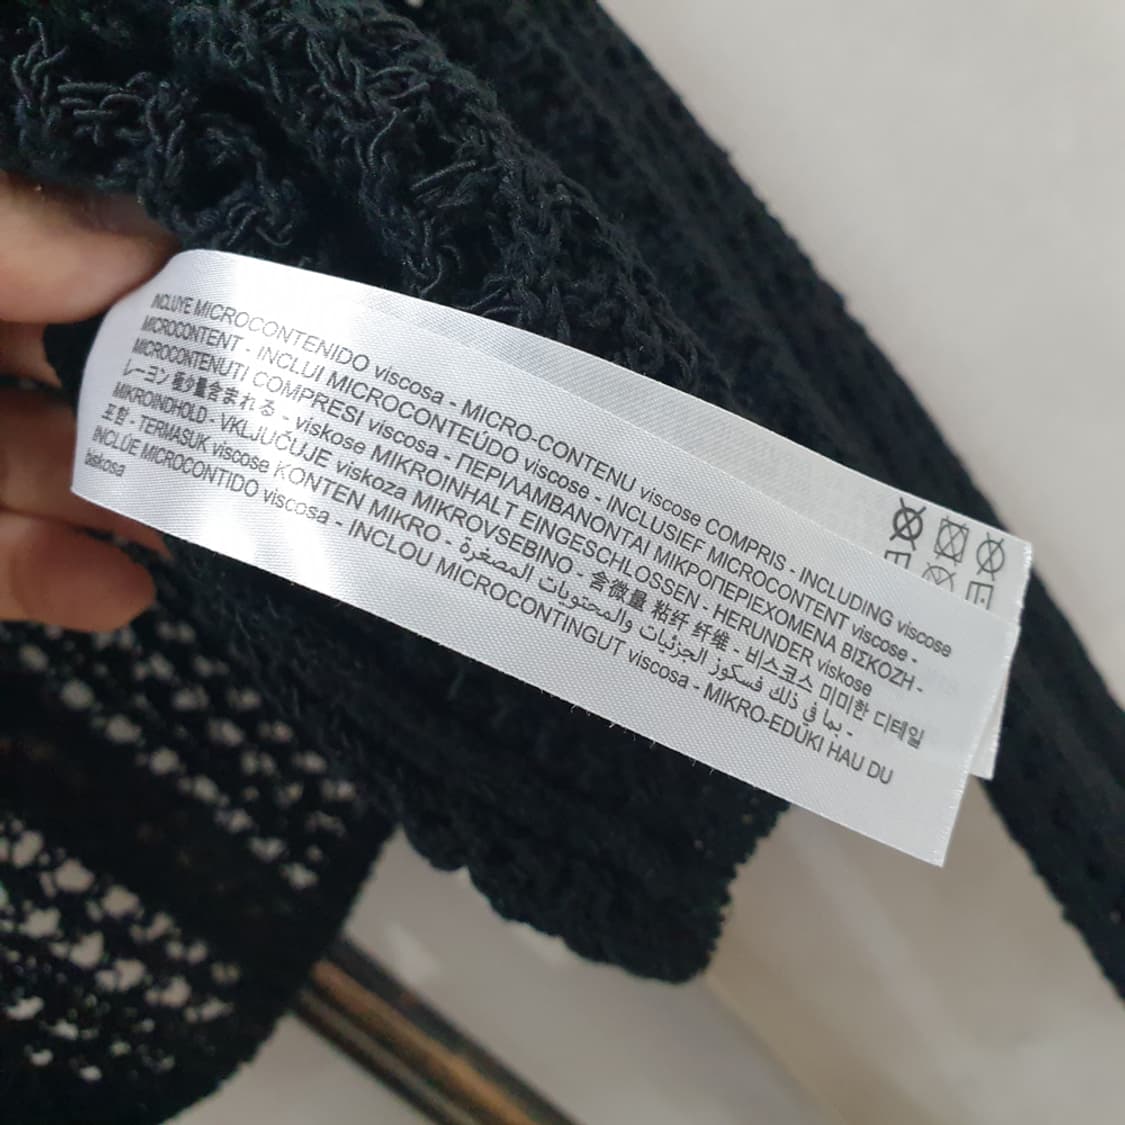 INCLUYE MICROCONTENIDO viscosa - MICRO-CONTENU viscose COMPRIS - INCLUDING viscose
MICROCONTENT - INCLUI MICROCONTEÚDO viscose - INCLUSIEF MICROCONTENT viscose -
MICROCONTENUTI COMPRESI viscosa - ΠΕΡΙΛΑΜΒΑΝΟΝΤΑΙ ΜΙΚΡΟΠΕΡΙΕΧΟΜΕΝΑ ΒΙΣΚΟΖΗ -
レーヨン 極少量含まれる - viskose MIKROINHALT EINGESCHLOSSEN - HERUNDER viskose
MIKROINDHOLD - VKLJUČUJE viskoza MIKROVSEBINO - 含微量 粘纤 纤维 - 비스코스 미미한 디테일
포함 - TERMASUK viscose KONTEN MIKRO - بما في ذلك فسكوز الجزئيات والمحتويات المصغرة -
INCLÚE MICROCONTIDO viscosa - INCLOU MICROCONTINGUT viscosa - MIKRO-EDUKI HAU DU
biskosa